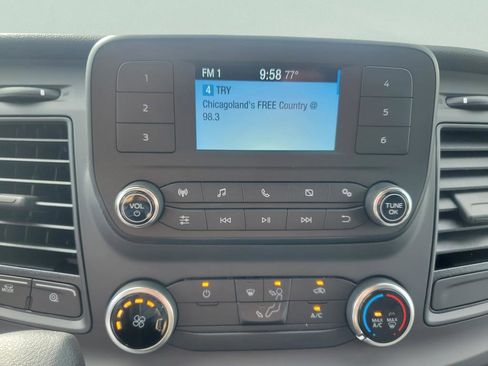 FM 1 9:58 77°
4 TRY
Chicagoland's FREE Country @
98.3
1
2
3
4
5
6
VOL
TUNE
OK
MODE
A/C
MAX
A/C
MAX